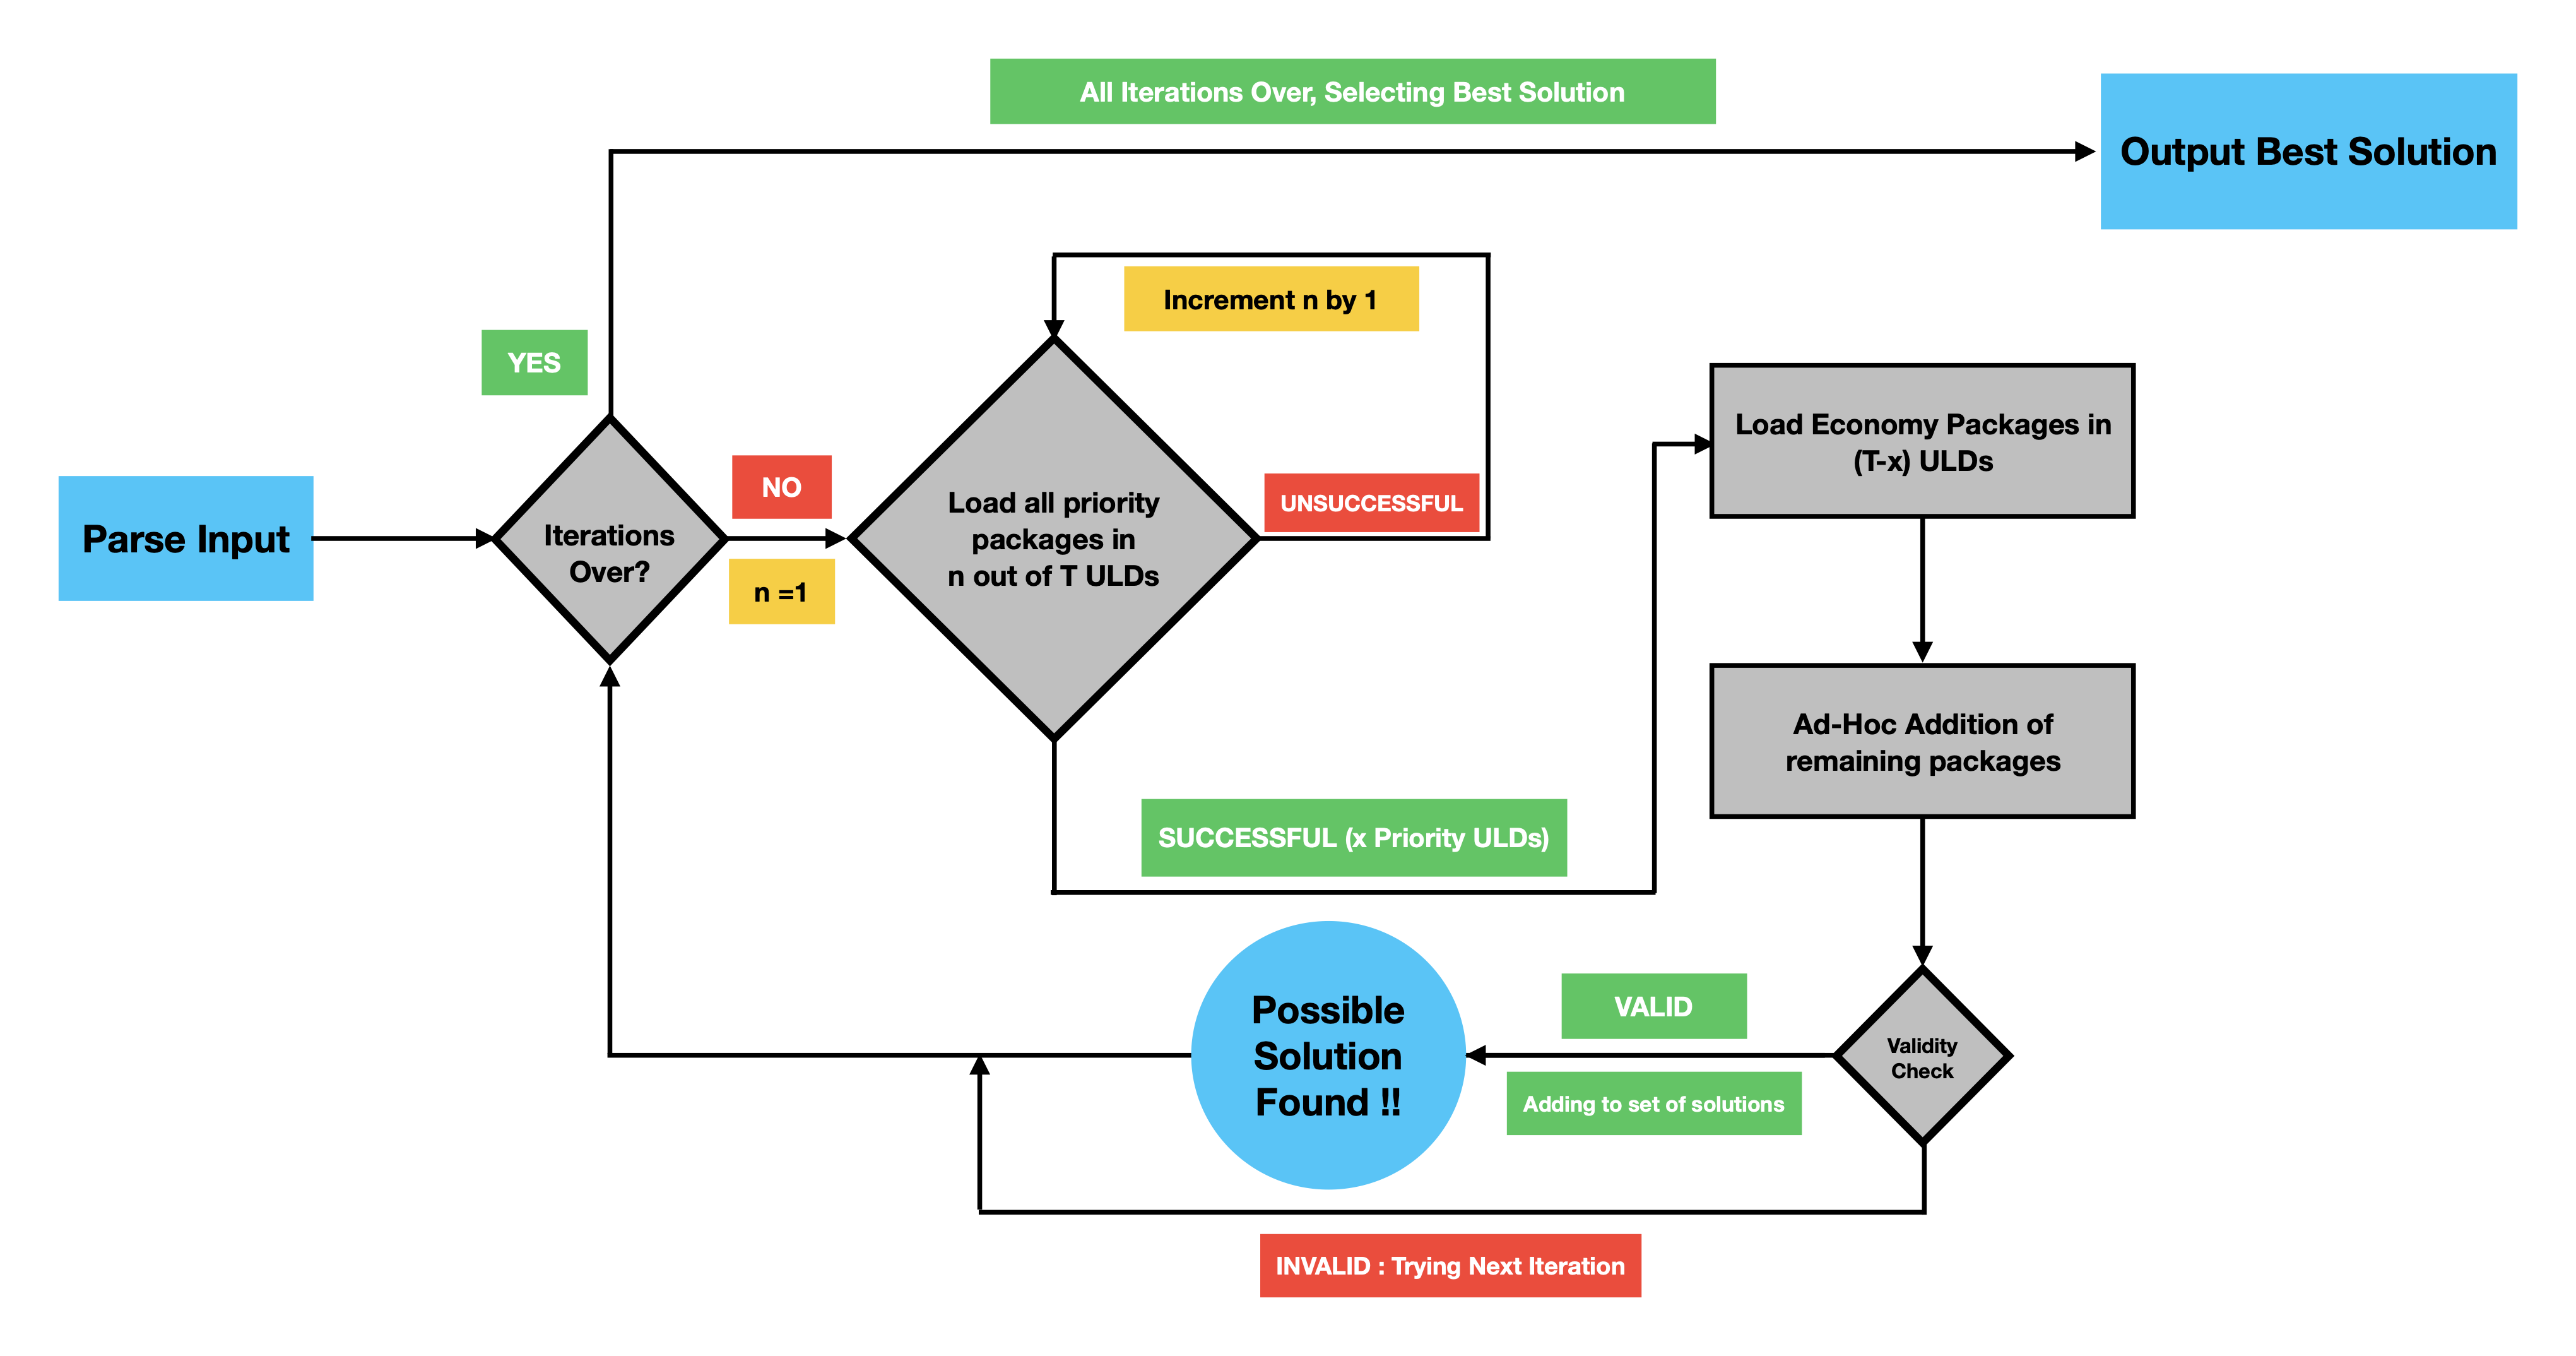 All Iterations Over, Selecting Best Solution
Output Best Solution
Increment n by 1
YES
Parse Input
Iterations
Over?
NO
n =1
Load all priority
packages in
n out of T ULDs
UNSUCCESSFUL
Load Economy Packages in
(T-x) ULDs
Ad-Hoc Addition of
remaining packages
SUCCESSFUL (x Priority ULDs)
Possible
Solution
Found !!
VALID
Adding to set of solutions
Validity
Check
INVALID : Trying Next Iteration